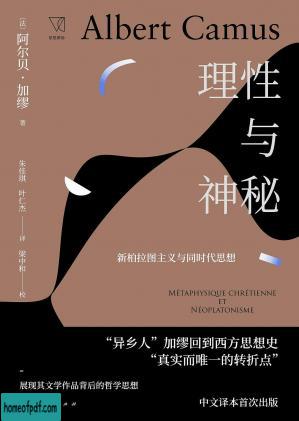 Albert Camus
〔法〕阿尔贝·加缪 著
理性
与
神秘
朱佳琪 叶仁杰——译
梁中和——校
新柏拉图主义与同时代思想
MÉTAPHYSIQUE CHRÉTIENNE
ET
NÉOPLATONISME
“异乡人”加缪回到西方思想史
“真实而唯一的转折点”
展现其文学作品背后的哲学思想
中文译本首次出版
homeofpdf.com